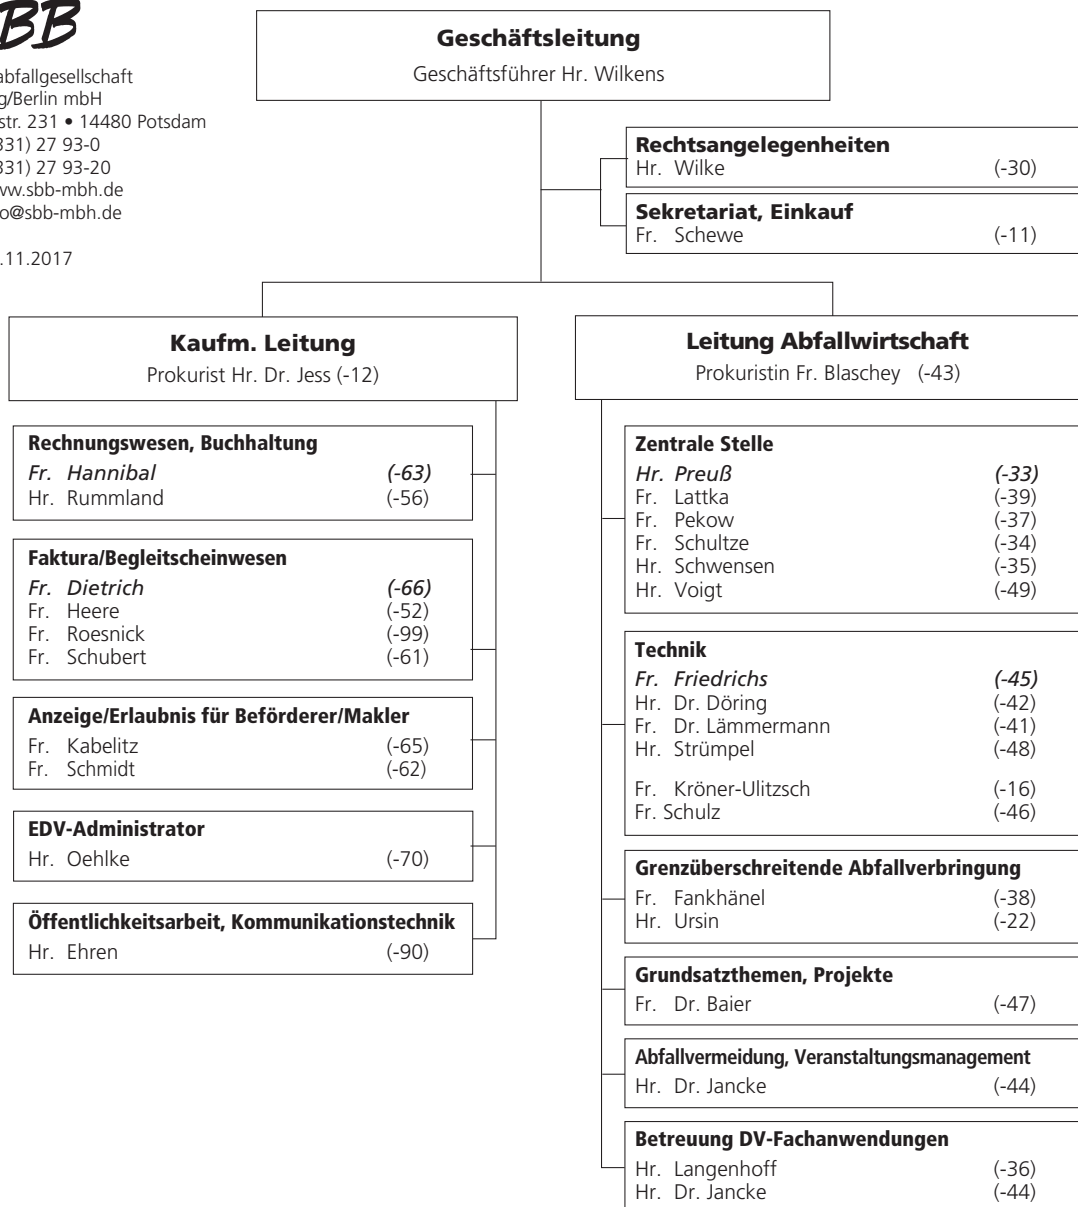 BB
Geschäftsleitung
Geschäftsführer Hr. Wilkens
abfallgesellschaft
g/Berlin mbH
str. 231 • 14480 Potsdam
331) 27 93-0
331) 27 93-20
ww.sbb-mbh.de
o@sbb-mbh.de
.11.2017
Rechtsangelegenheiten
Hr. Wilke (-30)
Sekretariat, Einkauf
Fr. Schewe (-11)
Kaufm. Leitung
Prokurist Hr. Dr. Jess (-12)
Rechnungswesen, Buchhaltung
Fr. Hannibal (-63)
Hr. Rummland (-56)
Faktura/Begleitscheinwesen
Fr. Dietrich (-66)
Fr. Heere (-52)
Fr. Roesnick (-99)
Fr. Schubert (-61)
Anzeige/Erlaubnis für Beförderer/Makler
Fr. Kabelitz (-65)
Fr. Schmidt (-62)
EDV-Administrator
Hr. Oehlke (-70)
Öffentlichkeitsarbeit, Kommunikationstechnik
Hr. Ehren (-90)
Leitung Abfallwirtschaft
Prokuristin Fr. Blaschey (-43)
Zentrale Stelle
Hr. Preuß (-33)
Fr. Lattka (-39)
Fr. Pekow (-37)
Fr. Schultze (-34)
Hr. Schwensen (-35)
Hr. Voigt (-49)
Technik
Fr. Friedrichs (-45)
Hr. Dr. Döring (-42)
Fr. Dr. Lämmermann (-41)
Hr. Strümpel (-48)
Fr. Kröner-Ulitzsch (-16)
Fr. Schulz (-46)
Grenzüberschreitende Abfallverbringung
Fr. Fankhänel (-38)
Hr. Ursin (-22)
Grundsatzthemen, Projekte
Fr. Dr. Baier (-47)
Abfallvermeidung, Veranstaltungsmanagement
Hr. Dr. Jancke (-44)
Betreuung DV-Fachanwendungen
Hr. Langenhoff (-36)
Hr. Dr. Jancke (-44)